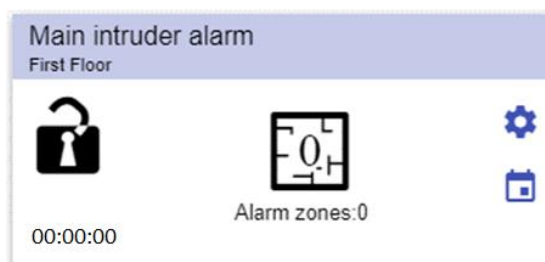 Main intruder alarm
First Floor
0
Alarm zones:0
00:00:00